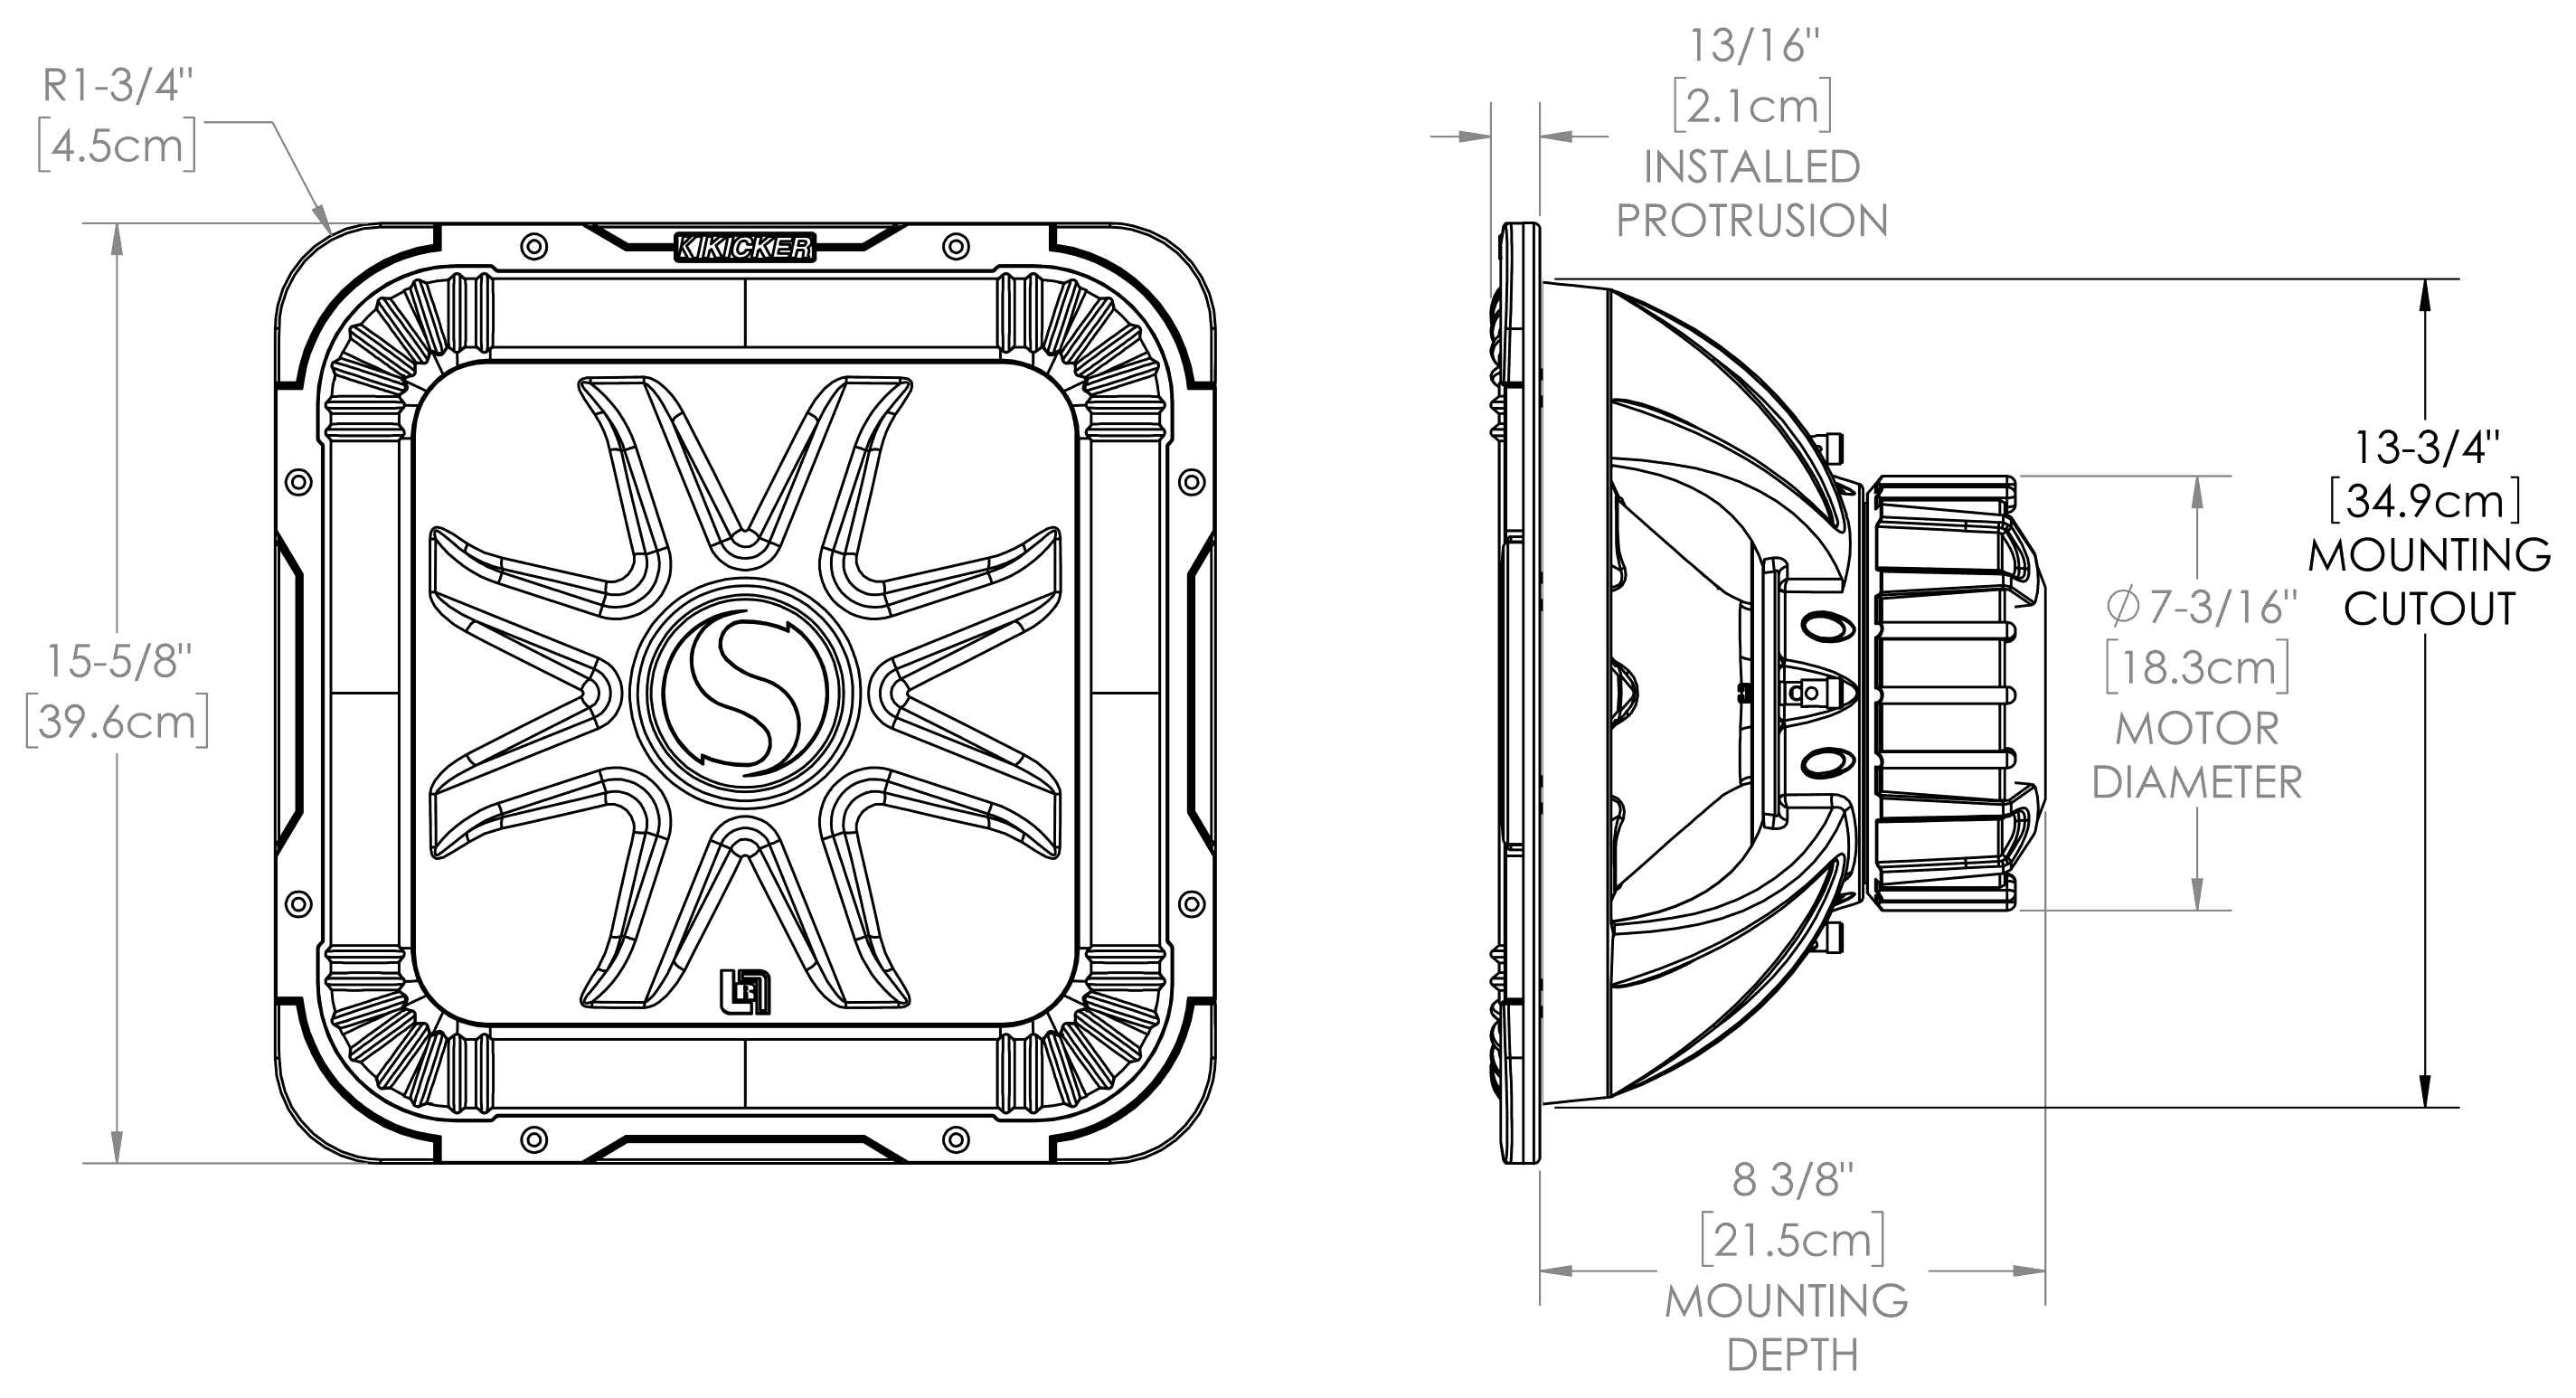 R1-3/4"
[4.5cm]
KICKER
15-5/8"
[39.6cm]
L7
R
13/16"
[2.1cm]
INSTALLED
PROTRUSION
13-3/4"
[34.9cm]
MOUNTING
CUTOUT
∅7-3/16"
[18.3cm]
MOTOR
DIAMETER
8 3/8"
[21.5cm]
MOUNTING
DEPTH